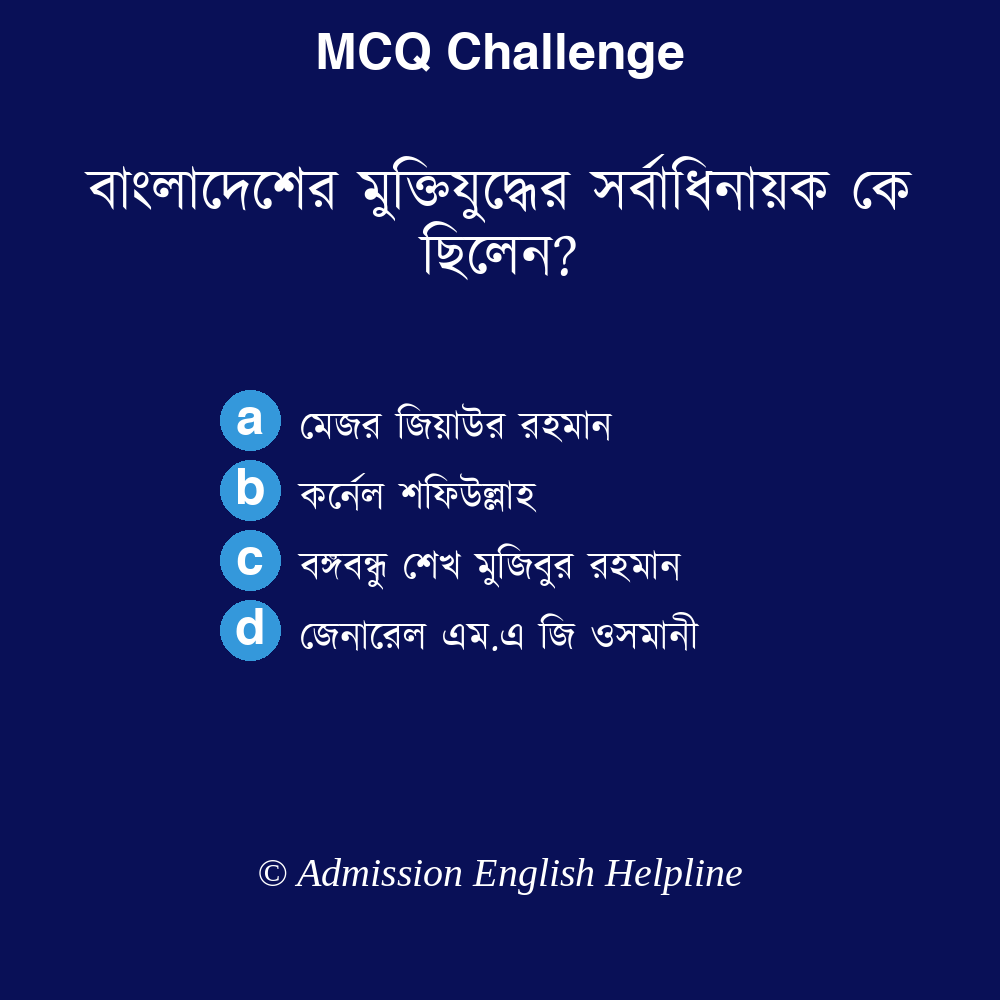 MCQ Challenge
বাংলাদেশের মুক্তিযুদ্ধের সর্বাধিনায়ক কে
ছিলেন?
a মেজর জিয়াউর রহমান
b কর্নেল শফিউল্লাহ
c বঙ্গবন্ধু শেখ মুজিবুর রহমান
d জেনারেল এম.এ জি ওসমানী
© Admission English Helpline